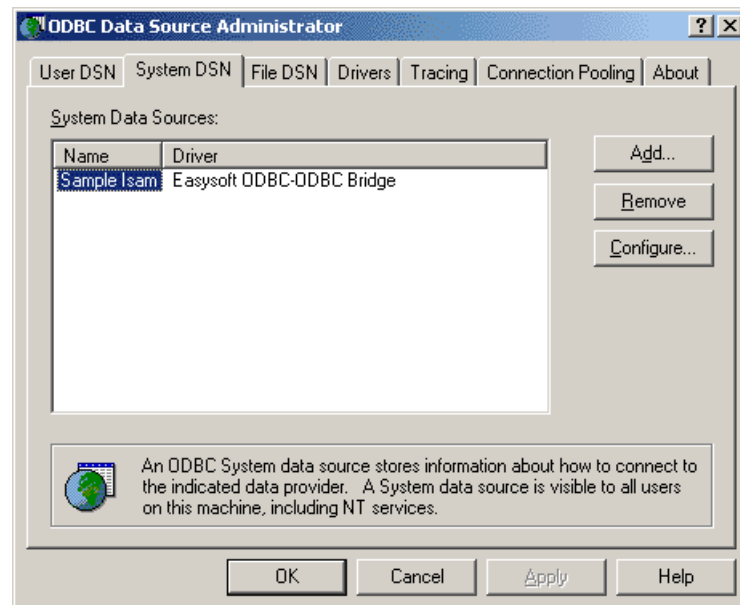 ODBC Data Source Administrator
User DSN System DSN File DSN Drivers Tracing Connection Pooling About
System Data Sources:
Name Driver
Sample Isam Easysoft ODBC-ODBC Bridge
Add...
Remove
Configure...
An ODBC System data source stores information about how to connect to
the indicated data provider. A System data source is visible to all users
on this machine, including NT services.
OK Cancel Apply Help